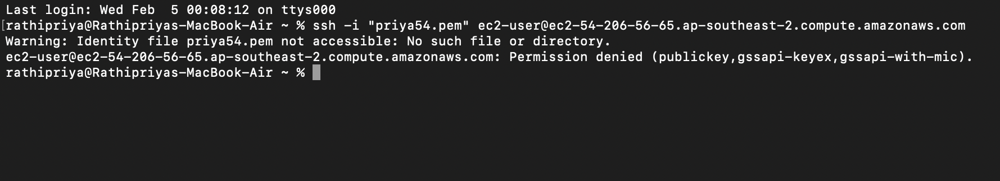 Last login: Wed Feb  5 00:08:12 on ttys000
[rathipriya@Rathipriyas-MacBook-Air ~ % ssh -i "priya54.pem" ec2-user@ec2-54-206-56-65.ap-southeast-2.compute.amazonaws.com
Warning: Identity file priya54.pem not accessible: No such file or directory.
ec2-user@ec2-54-206-56-65.ap-southeast-2.compute.amazonaws.com: Permission denied (publickey,gssapi-keyex,gssapi-with-mic).
rathipriya@Rathipriyas-MacBook-Air ~ %